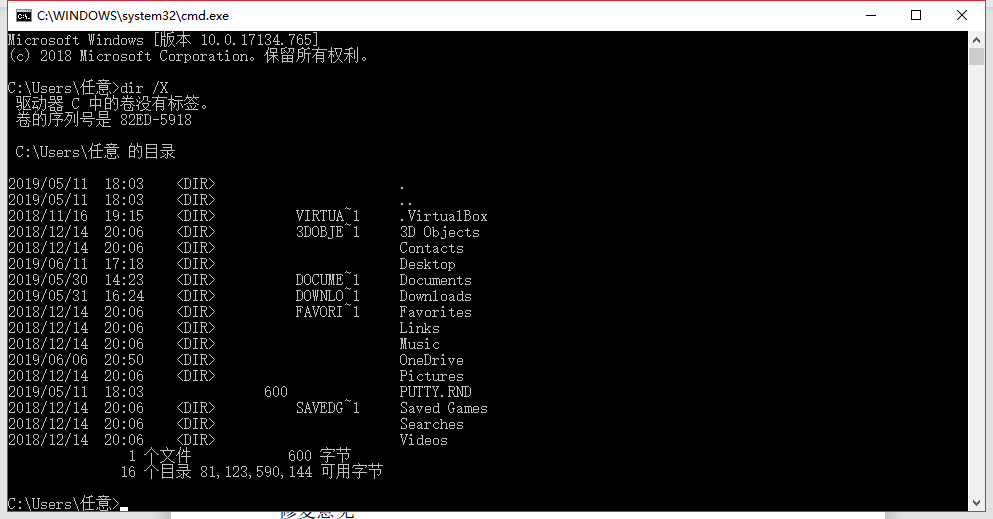 C:\WINDOWS\system32\cmd.exe
Microsoft Windows [版本 10.0.17134.765]
(c) 2018 Microsoft Corporation。保留所有权利。
C:\Users\任意>dir /X
驱动器 C 中的卷没有标签。
卷的序列号是 82ED-5918
C:\Users\任意 的目录
2019/05/11  18:03    <DIR>                       .
2019/05/11  18:03    <DIR>                       ..
2018/11/16  19:15    <DIR>          VIRTUA~1     .VirtualBox
2018/12/14  20:06    <DIR>          3DOBJE~1     3D Objects
2018/12/14  20:06    <DIR>                       Contacts
2019/06/11  17:18    <DIR>                       Desktop
2019/05/30  14:23    <DIR>          DOCUME~1     Documents
2019/05/31  16:24    <DIR>          DOWNLO~1     Downloads
2018/12/14  20:06    <DIR>          FAVORI~1     Favorites
2018/12/14  20:06    <DIR>                       Links
2018/12/14  20:06    <DIR>                       Music
2019/06/06  20:50    <DIR>                       OneDrive
2018/12/14  20:06    <DIR>                       Pictures
2019/05/11  18:03               600              PUTTY.RND
2018/12/14  20:06    <DIR>          SAVEDG~1     Saved Games
2018/12/14  20:06    <DIR>                       Searches
2018/12/14  20:06    <DIR>                       Videos
1 个文件            600 字节
16 个目录 81,123,590,144 可用字节
C:\Users\任意>